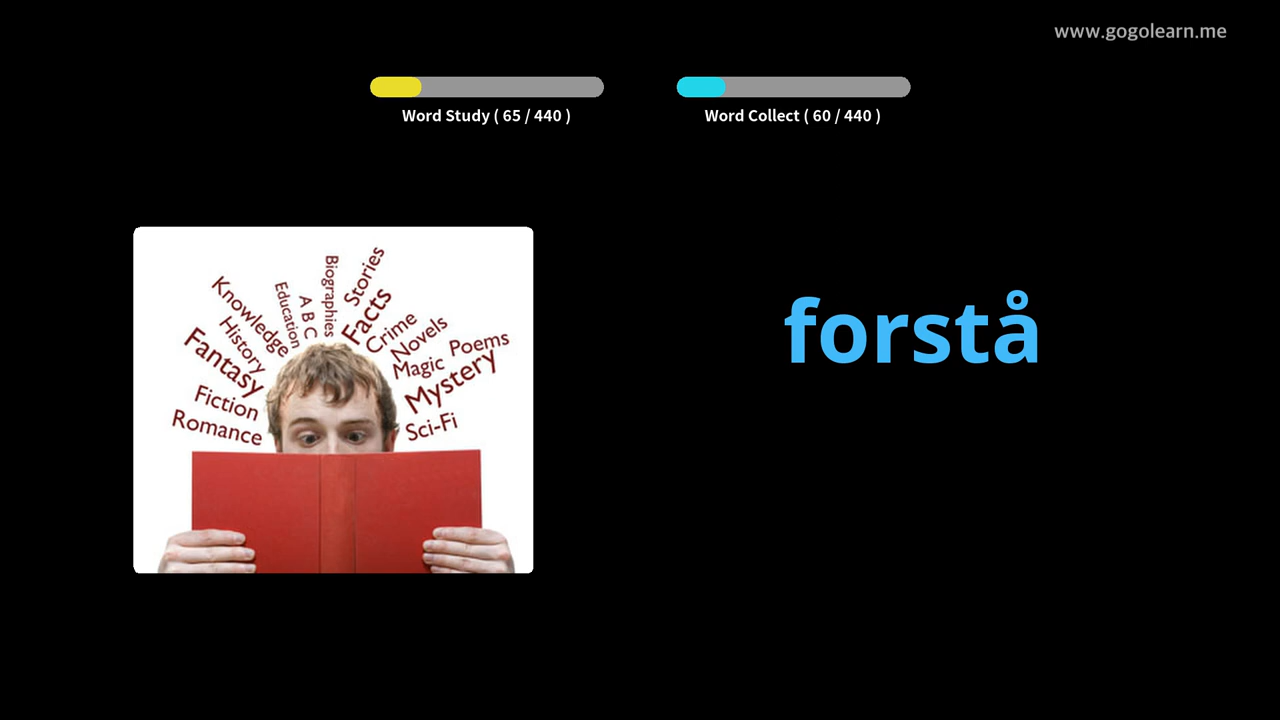 www.gogolearn.me
Word Study ( 65 / 440 )
Word Collect ( 60 / 440 )
Romance
Fiction
Fantasy
History
Knowledge
Education
A B C
Biographies
Stories
Facts
Crime
Novels
Magic
Poems
Mystery
Sci-Fi
forstå